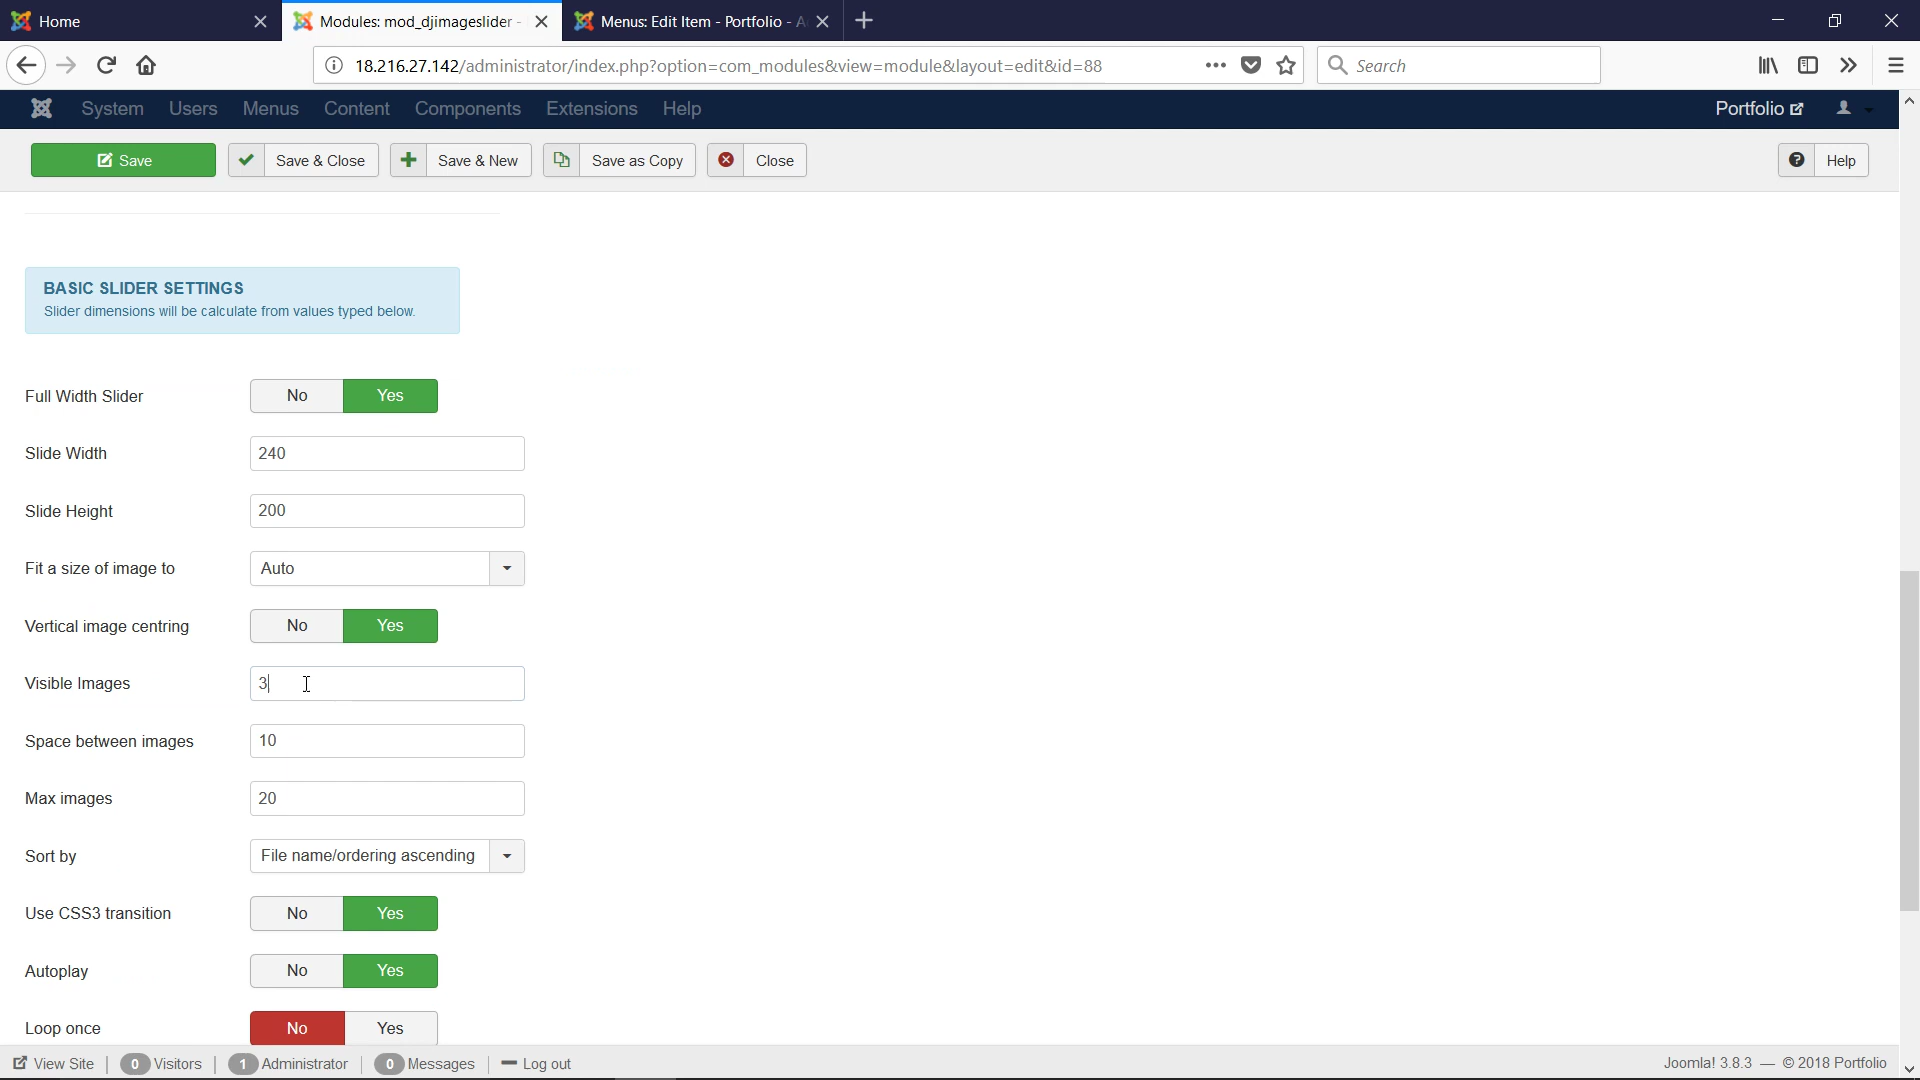 Home
Modules: mod_djimageslider -
Menus: Edit Item - Portfolio - A
18.216.27.142/administrator/index.php?option=com_modules&view=module&layout=edit&id=88
Search
System Users Menus Content Components Extensions Help Portfolio
Save Save & Close Save & New Save as Copy Close Help
BASIC SLIDER SETTINGS
Slider dimensions will be calculate from values typed below.
Full Width Slider No Yes
Slide Width 240
Slide Height 200
Fit a size of image to Auto
Vertical image centring No Yes
Visible Images 3
Space between images 10
Max images 20
Sort by File name/ordering ascending
Use CSS3 transition No Yes
Autoplay No Yes
Loop once No Yes
View Site 0 Visitors 1 Administrator 0 Messages Log out Joomla! 3.8.3 — © 2018 Portfolio